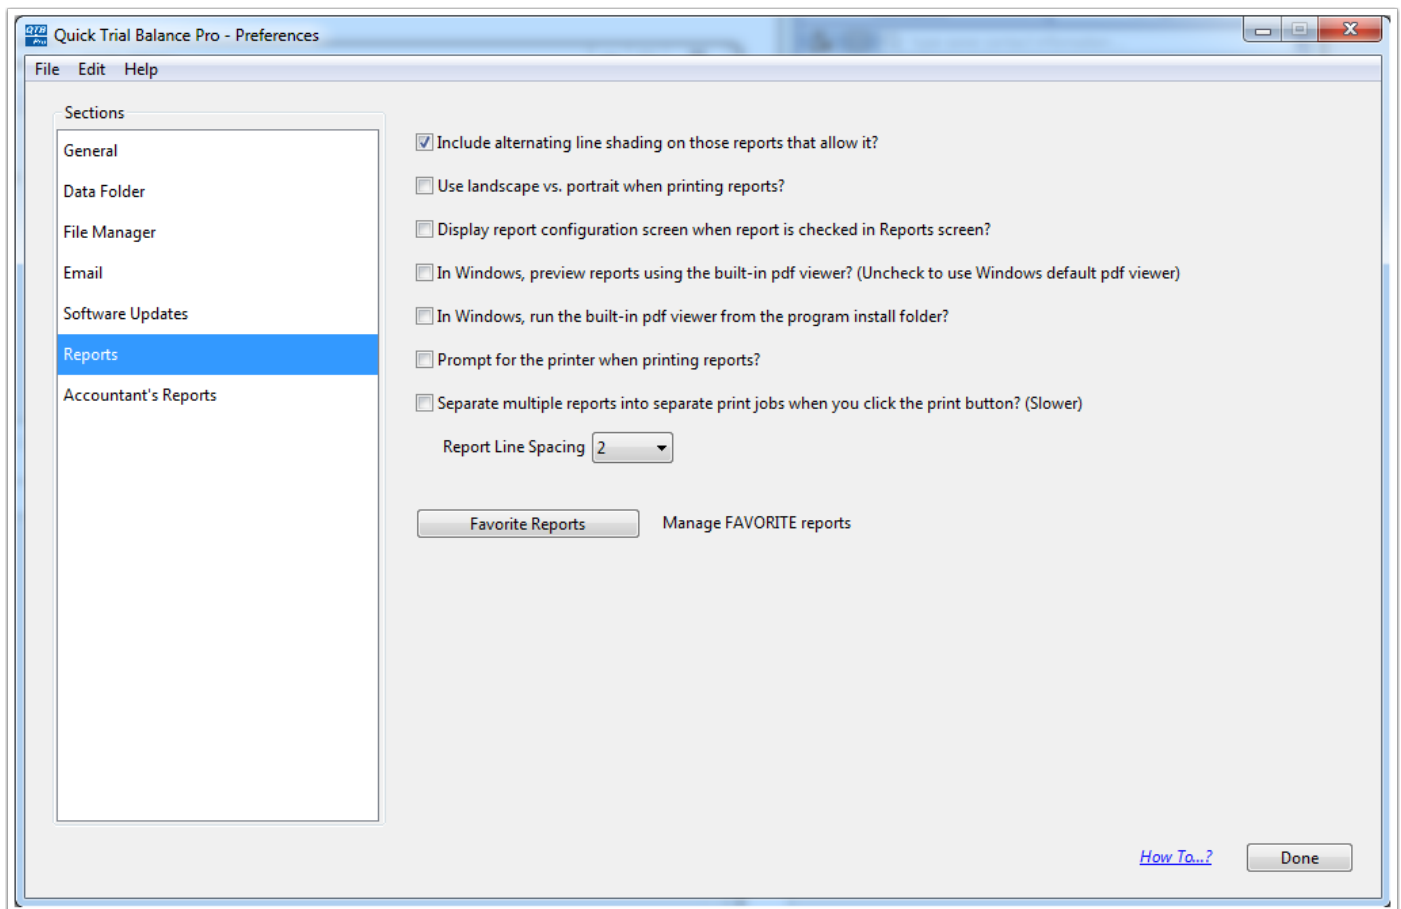 QTB Pro
Quick Trial Balance Pro - Preferences
File Edit Help
Sections
General
Data Folder
File Manager
Email
Software Updates
Reports
Accountant's Reports
Include alternating line shading on those reports that allow it?
Use landscape vs. portrait when printing reports?
Display report configuration screen when report is checked in Reports screen?
In Windows, preview reports using the built-in pdf viewer? (Uncheck to use Windows default pdf viewer)
In Windows, run the built-in pdf viewer from the program install folder?
Prompt for the printer when printing reports?
Separate multiple reports into separate print jobs when you click the print button? (Slower)
Report Line Spacing 2
Favorite Reports Manage FAVORITE reports
How To...? Done